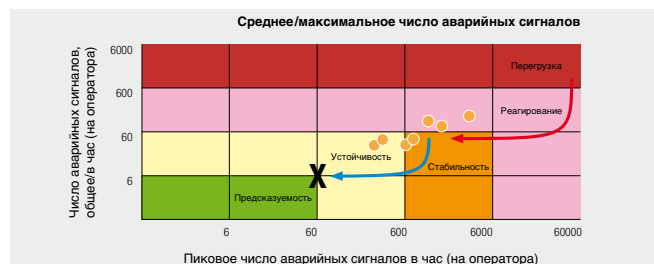 Среднее/максимальное число аварийных сигналов
Число аварийных сигналов,
общее/в час (на оператора)
6000
600
60
6
Перегрузка
Реагирование
Устойчивость
Стабильность
Предсказуемость
X
6
60
600
6000
60000
Пиковое число аварийных сигналов в час (на оператора)